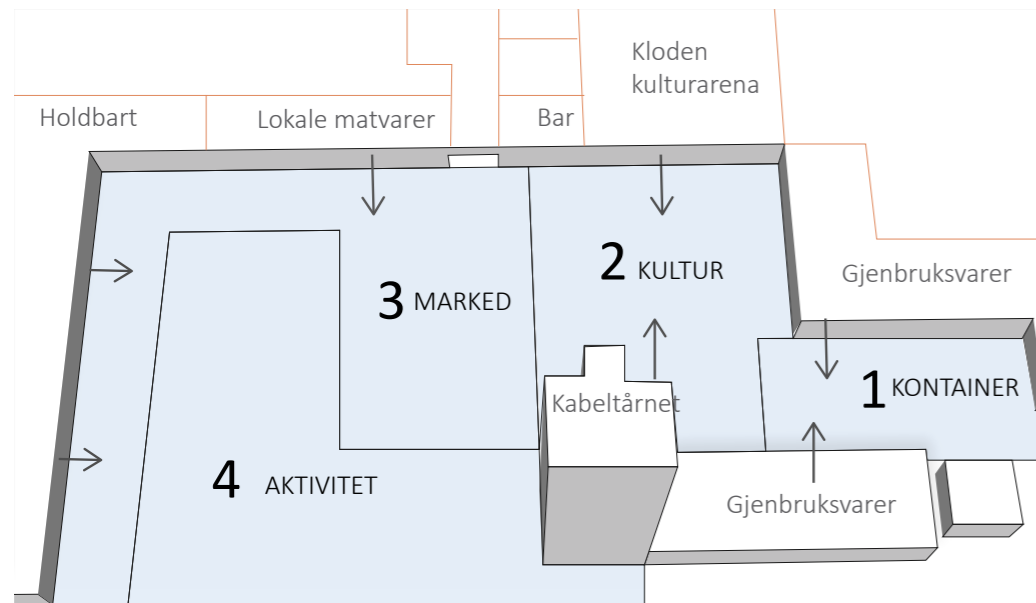 Kloden
kulturarena
Holdbart
Lokale matvarer
Bar
2 KULTUR
Gjenbruksvarer
3 MARKED
1 KONTAINER
Kabeltårnet
4 AKTIVITET
Gjenbruksvarer